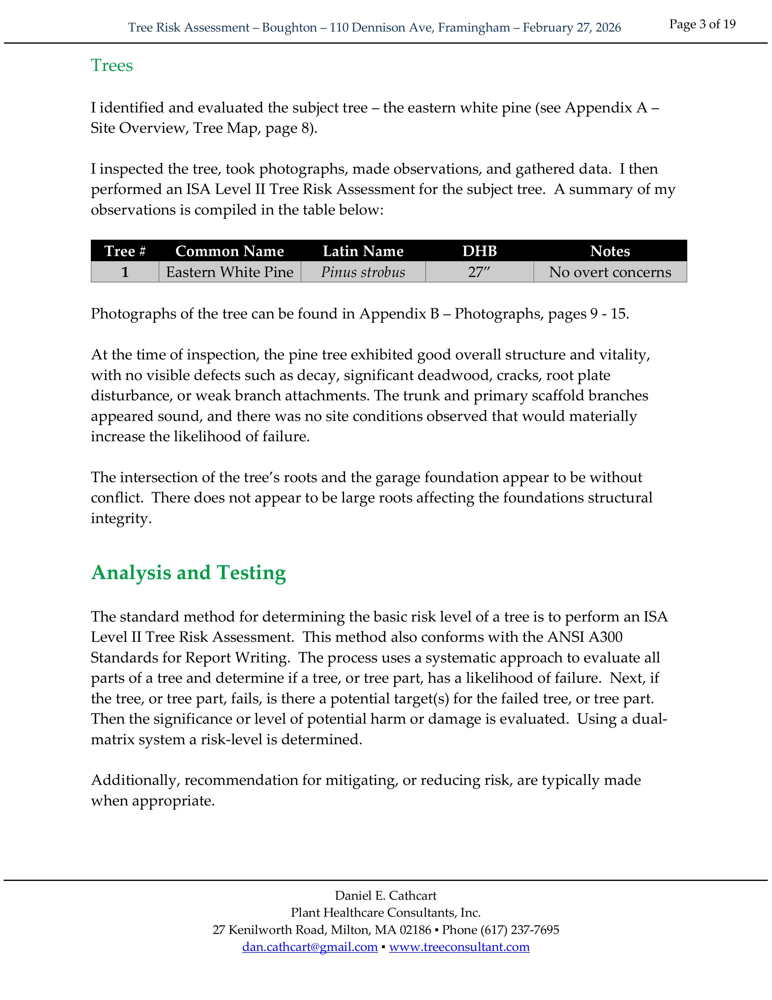 Tree Risk Assessment – Boughton – 110 Dennison Ave, Framingham – February 27, 2026
Page 3 of 19
Trees
I identified and evaluated the subject tree – the eastern white pine (see Appendix A –
Site Overview, Tree Map, page 8).
I inspected the tree, took photographs, made observations, and gathered data.  I then
performed an ISA Level II Tree Risk Assessment for the subject tree.  A summary of my
observations is compiled in the table below:
Tree # Common Name Latin Name DHB Notes
1 Eastern White Pine Pinus strobus 27” No overt concerns
Photographs of the tree can be found in Appendix B – Photographs, pages 9 - 15.
At the time of inspection, the pine tree exhibited good overall structure and vitality,
with no visible defects such as decay, significant deadwood, cracks, root plate
disturbance, or weak branch attachments. The trunk and primary scaffold branches
appeared sound, and there was no site conditions observed that would materially
increase the likelihood of failure.
The intersection of the tree’s roots and the garage foundation appear to be without
conflict.  There does not appear to be large roots affecting the foundations structural
integrity.
Analysis and Testing
The standard method for determining the basic risk level of a tree is to perform an ISA
Level II Tree Risk Assessment.  This method also conforms with the ANSI A300
Standards for Report Writing.  The process uses a systematic approach to evaluate all
parts of a tree and determine if a tree, or tree part, has a likelihood of failure.  Next, if
the tree, or tree part, fails, is there a potential target(s) for the failed tree, or tree part.
Then the significance or level of potential harm or damage is evaluated.  Using a dual-
matrix system a risk-level is determined.
Additionally, recommendation for mitigating, or reducing risk, are typically made
when appropriate.
Daniel E. Cathcart
Plant Healthcare Consultants, Inc.
27 Kenilworth Road, Milton, MA 02186 ▪ Phone (617) 237-7695
dan.cathcart@gmail.com ▪ www.treeconsultant.com